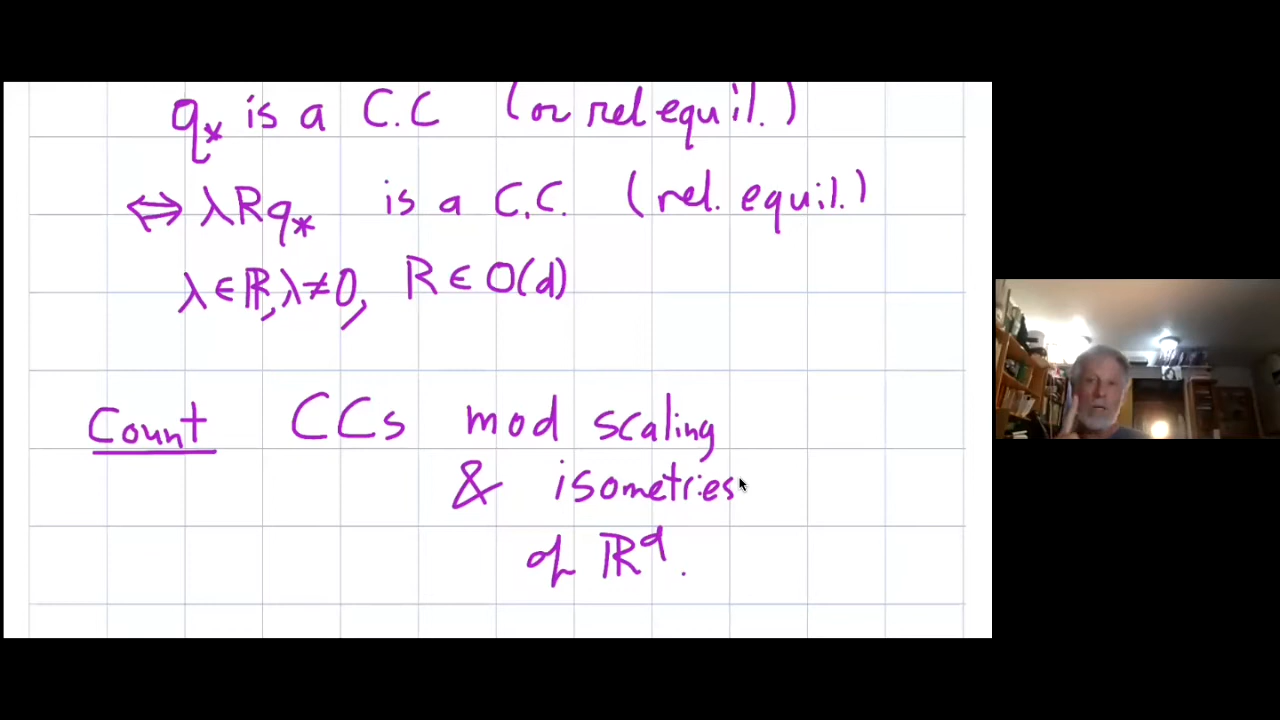 q* is a C.C (or rel equil.)
⇔ λRq* is a C.C. (rel. equil.)
λ∈ℝ, λ≠0, R∈O(d)
Count CCs mod scaling
& isometries
of ℝᵈ.